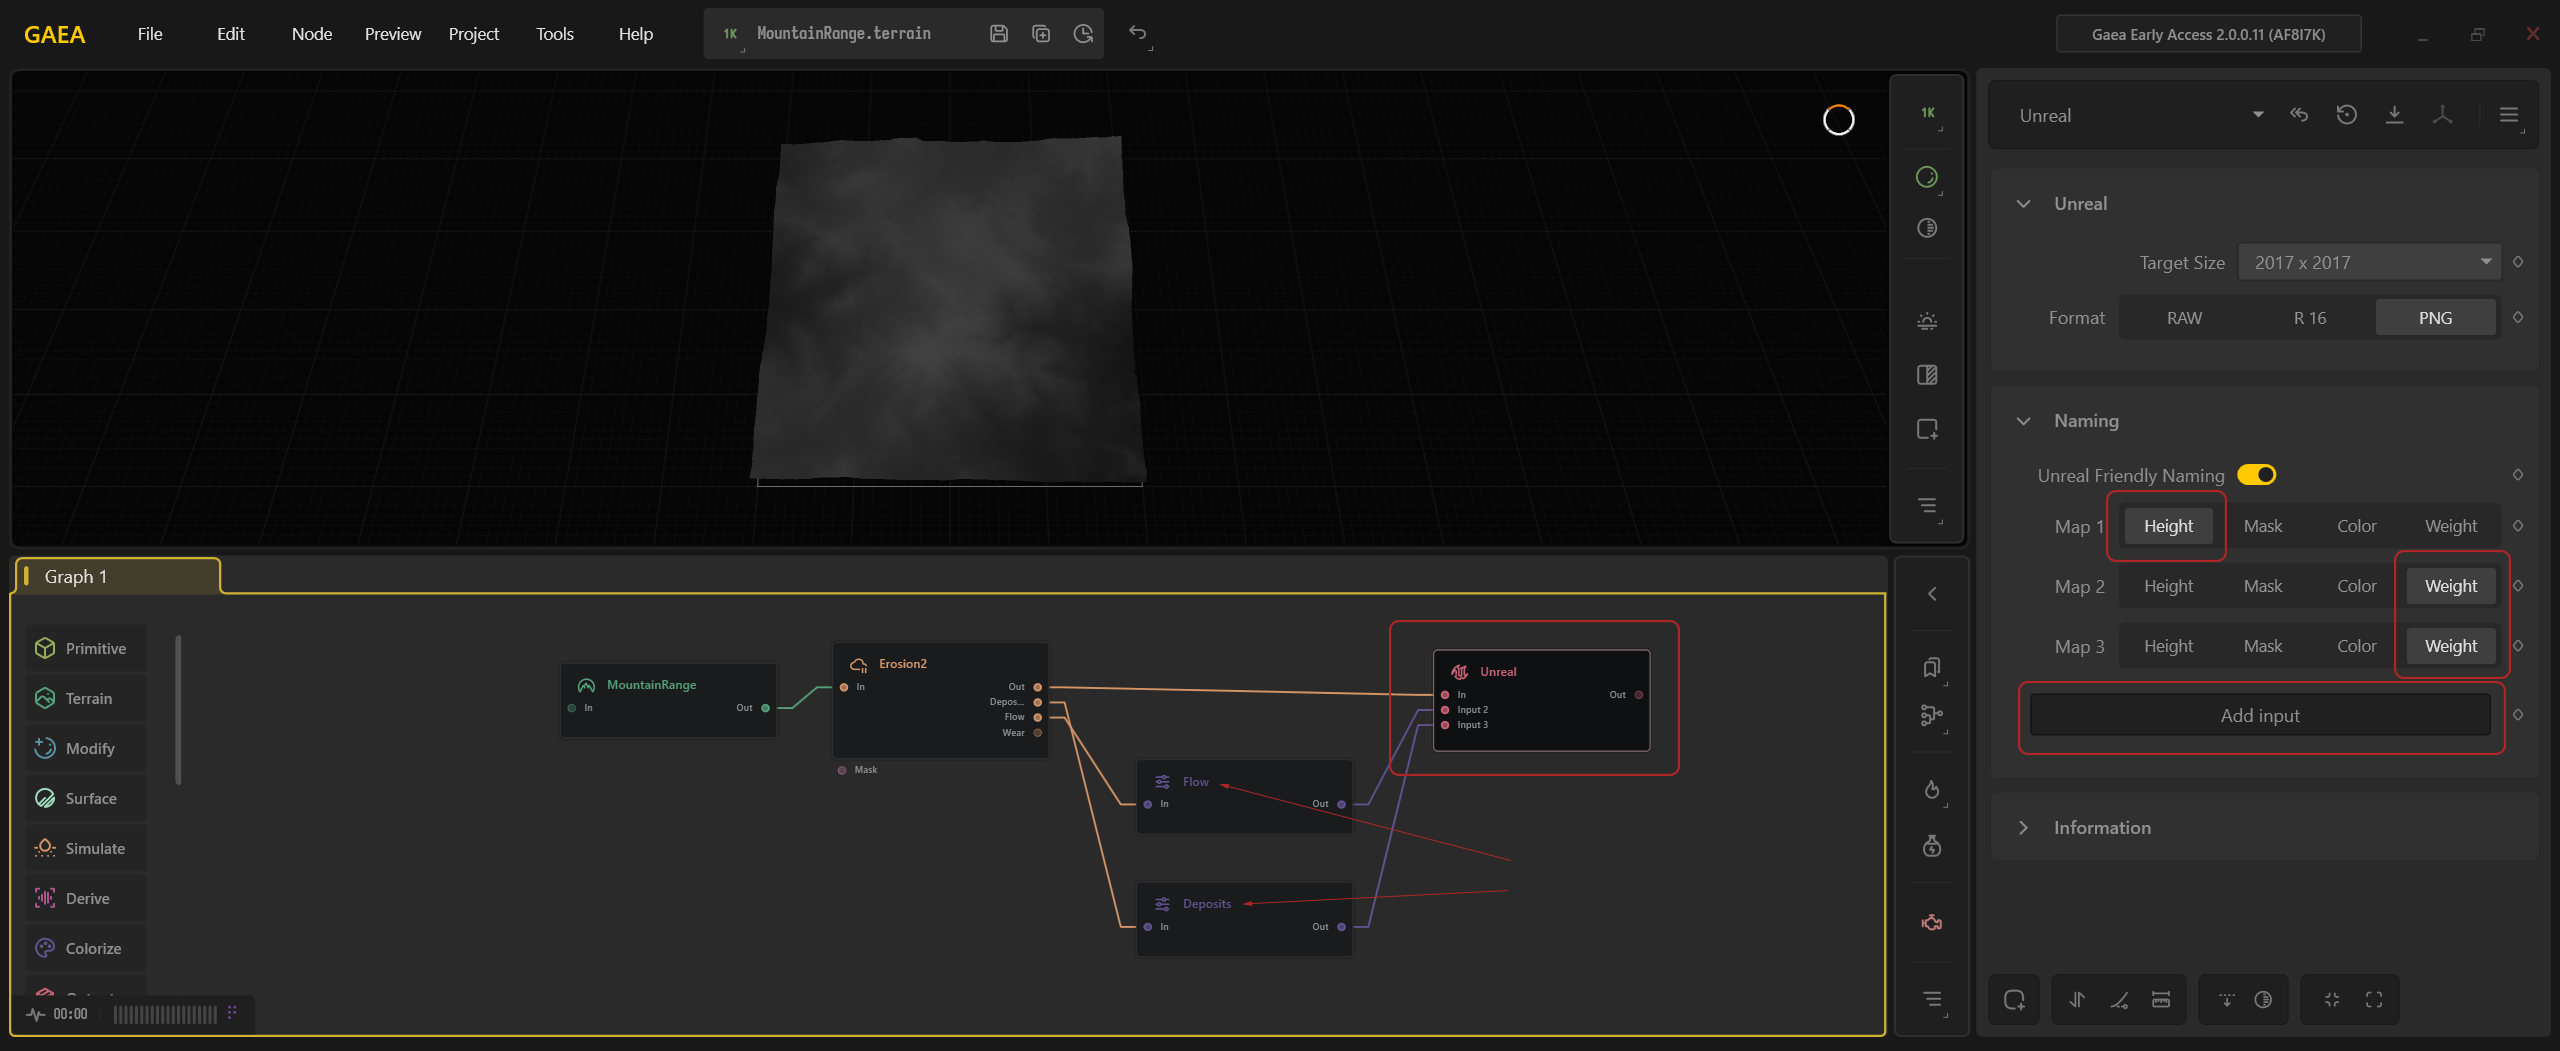 GAEA File Edit Node Preview Project Tools Help 1K MountainRange.terrain Gaea Early Access 2.0.0.11 (AF8I7K)
1K
Unreal
Unreal
Target Size 2017 x 2017
Format RAW R 16 PNG
Naming
Unreal Friendly Naming
Map 1 Height Mask Color Weight
Map 2 Height Mask Color Weight
Map 3 Height Mask Color Weight
Add input
Information
Graph 1
Primitive
Terrain
Modify
Surface
Simulate
Derive
Colorize
00:00
MountainRange
In Out
Erosion2
In Out
Depos...
Flow
Wear
Mask
Flow
In Out
Deposits
In Out
Unreal
In Out
Input 2
Input 3